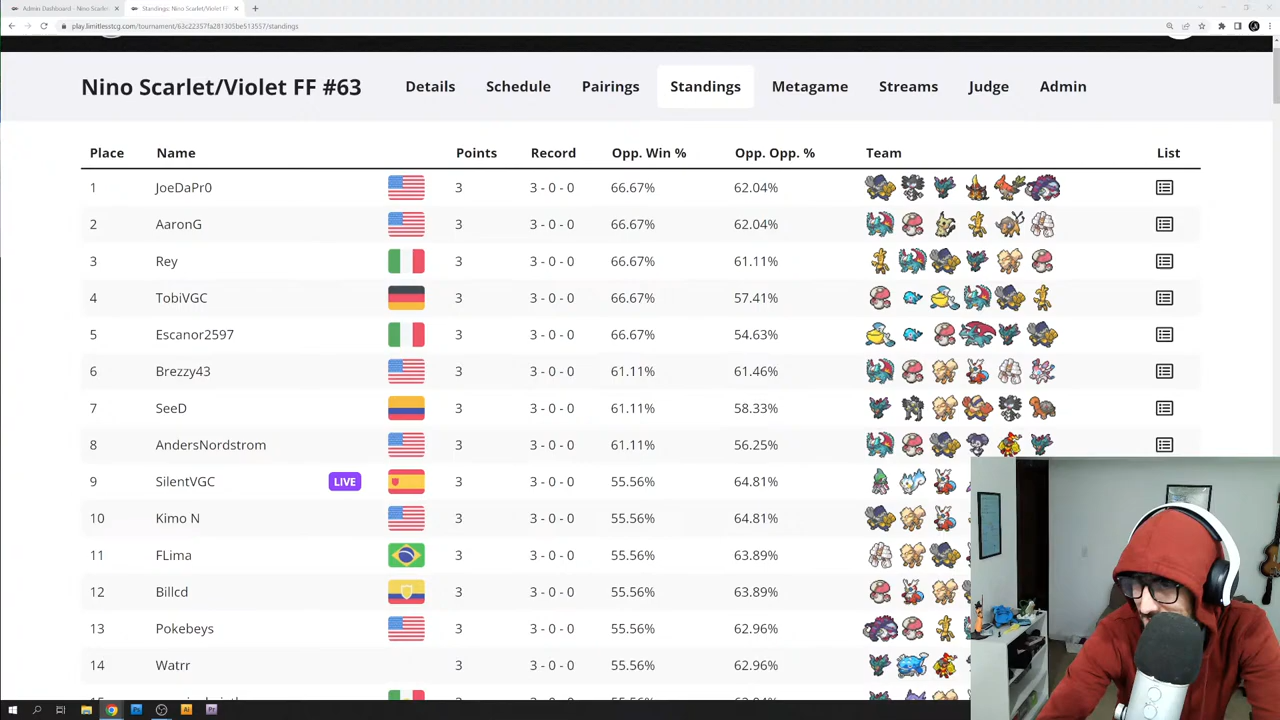 Admin Dashboard - Nino Scarlet/
Standings: Nino Scarlet/Violet FF
play.limitlesstcg.com/tournament/63c22357fa281305be513557/standings
Nino Scarlet/Violet FF #63 Details Schedule Pairings Standings Metagame Streams Judge Admin
Place Name Points Record Opp. Win % Opp. Opp. % Team List
1 JoeDaPr0 3 3 - 0 - 0 66.67% 62.04%
2 AaronG 3 3 - 0 - 0 66.67% 62.04%
3 Rey 3 3 - 0 - 0 66.67% 61.11%
4 TobiVGC 3 3 - 0 - 0 66.67% 57.41%
5 Escanor2597 3 3 - 0 - 0 66.67% 54.63%
6 Brezzy43 3 3 - 0 - 0 61.11% 61.46%
7 SeeD 3 3 - 0 - 0 61.11% 58.33%
8 AndersNordstrom 3 3 - 0 - 0 61.11% 56.25%
9 SilentVGC LIVE 3 3 - 0 - 0 55.56% 64.81%
10 Kimo N 3 3 - 0 - 0 55.56% 64.81%
11 FLima 3 3 - 0 - 0 55.56% 63.89%
12 Billcd 3 3 - 0 - 0 55.56% 63.89%
13 Pokebeys 3 3 - 0 - 0 55.56% 62.96%
14 Watrr 3 3 - 0 - 0 55.56% 62.96%
Ps
Ai
Pr